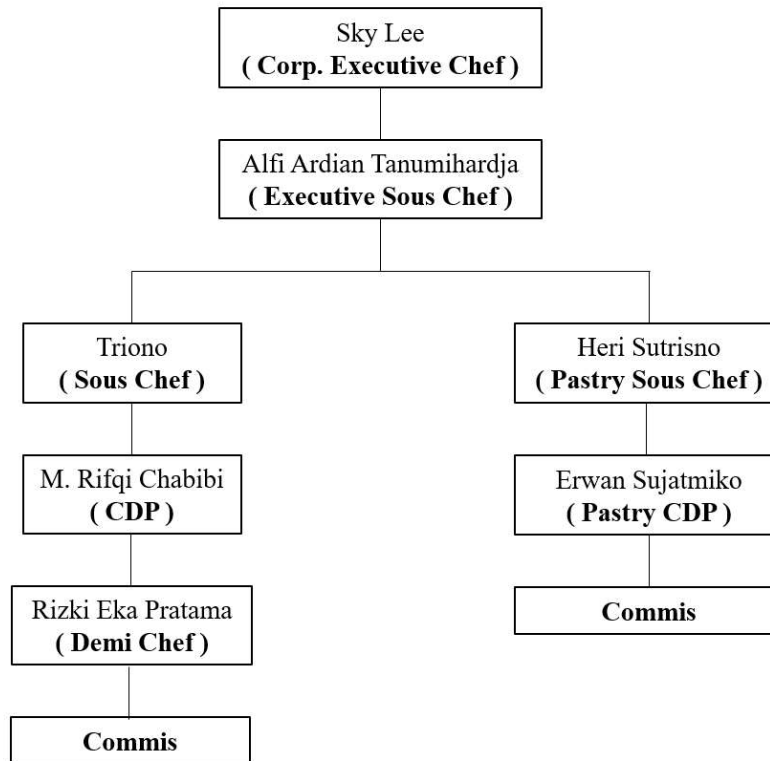 Sky Lee
( Corp. Executive Chef )
Alfi Ardian Tanumihardja
( Executive Sous Chef )
Triono
( Sous Chef )
Heri Sutrisno
( Pastry Sous Chef )
M. Rifqi Chabibi
( CDP )
Erwan Sujatmiko
( Pastry CDP )
Rizki Eka Pratama
( Demi Chef )
Commis
Commis